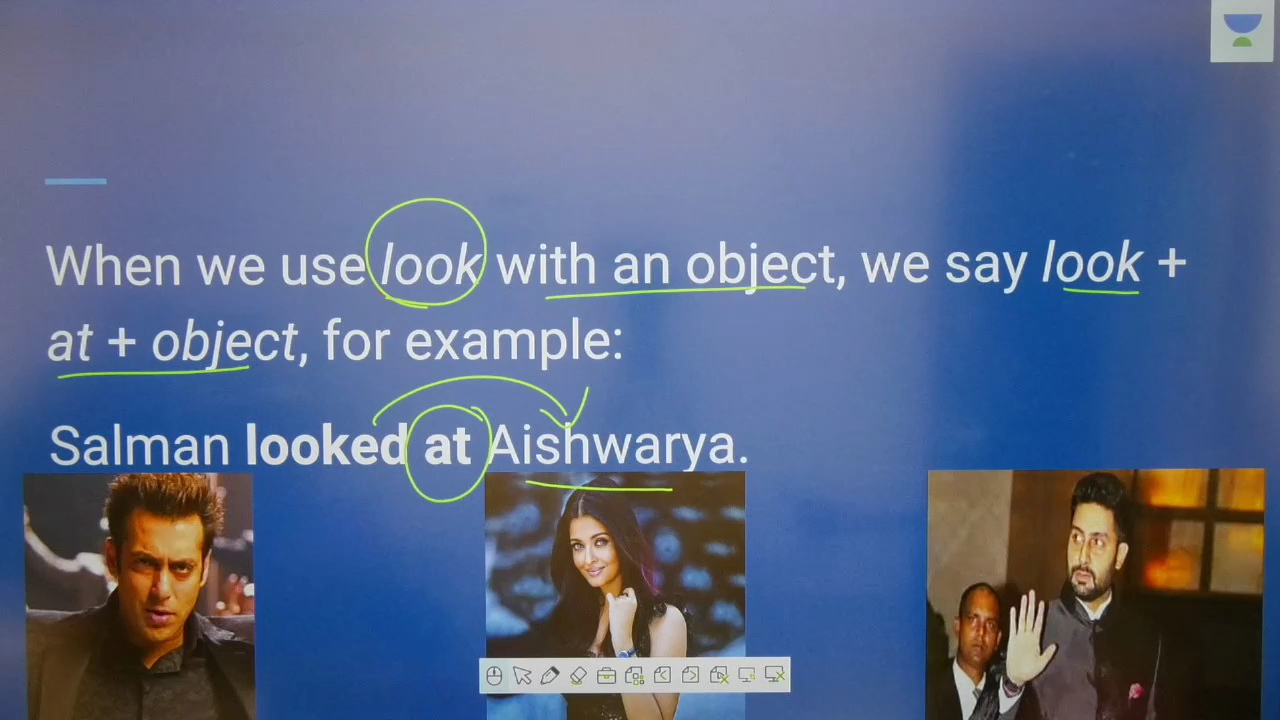 When we use look with an object, we say look +
at + object, for example:
Salman looked at Aishwarya.